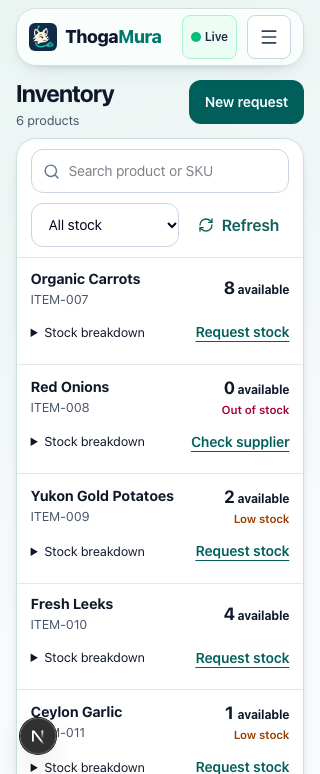 ThogaMura
Live
Inventory
6 products
New request
Search product or SKU
All stock
Refresh
Organic Carrots
ITEM-007
8 available
Stock breakdown
Request stock
Red Onions
ITEM-008
0 available
Out of stock
Stock breakdown
Check supplier
Yukon Gold Potatoes
ITEM-009
2 available
Low stock
Stock breakdown
Request stock
Fresh Leeks
ITEM-010
4 available
Stock breakdown
Request stock
Ceylon Garlic
M-011
1 available
Low stock
N
Stock breakdown
Request stock